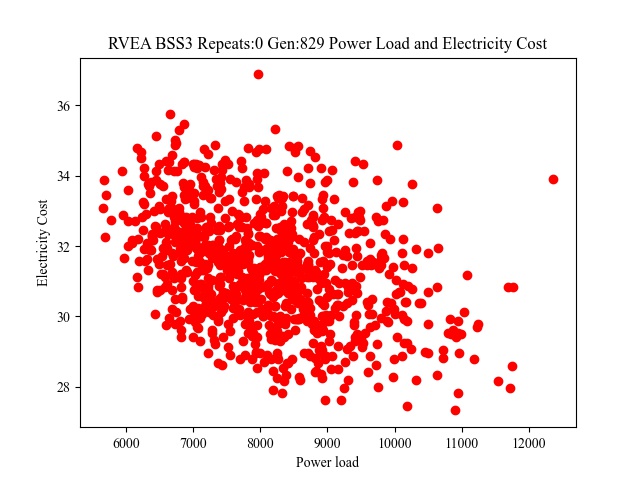 RVEA BSS3 Repeats:0 Gen:829 Power Load and Electricity Cost
Electricity Cost
36
34
32
30
28
6000 7000 8000 9000 10000 11000 12000
Power load